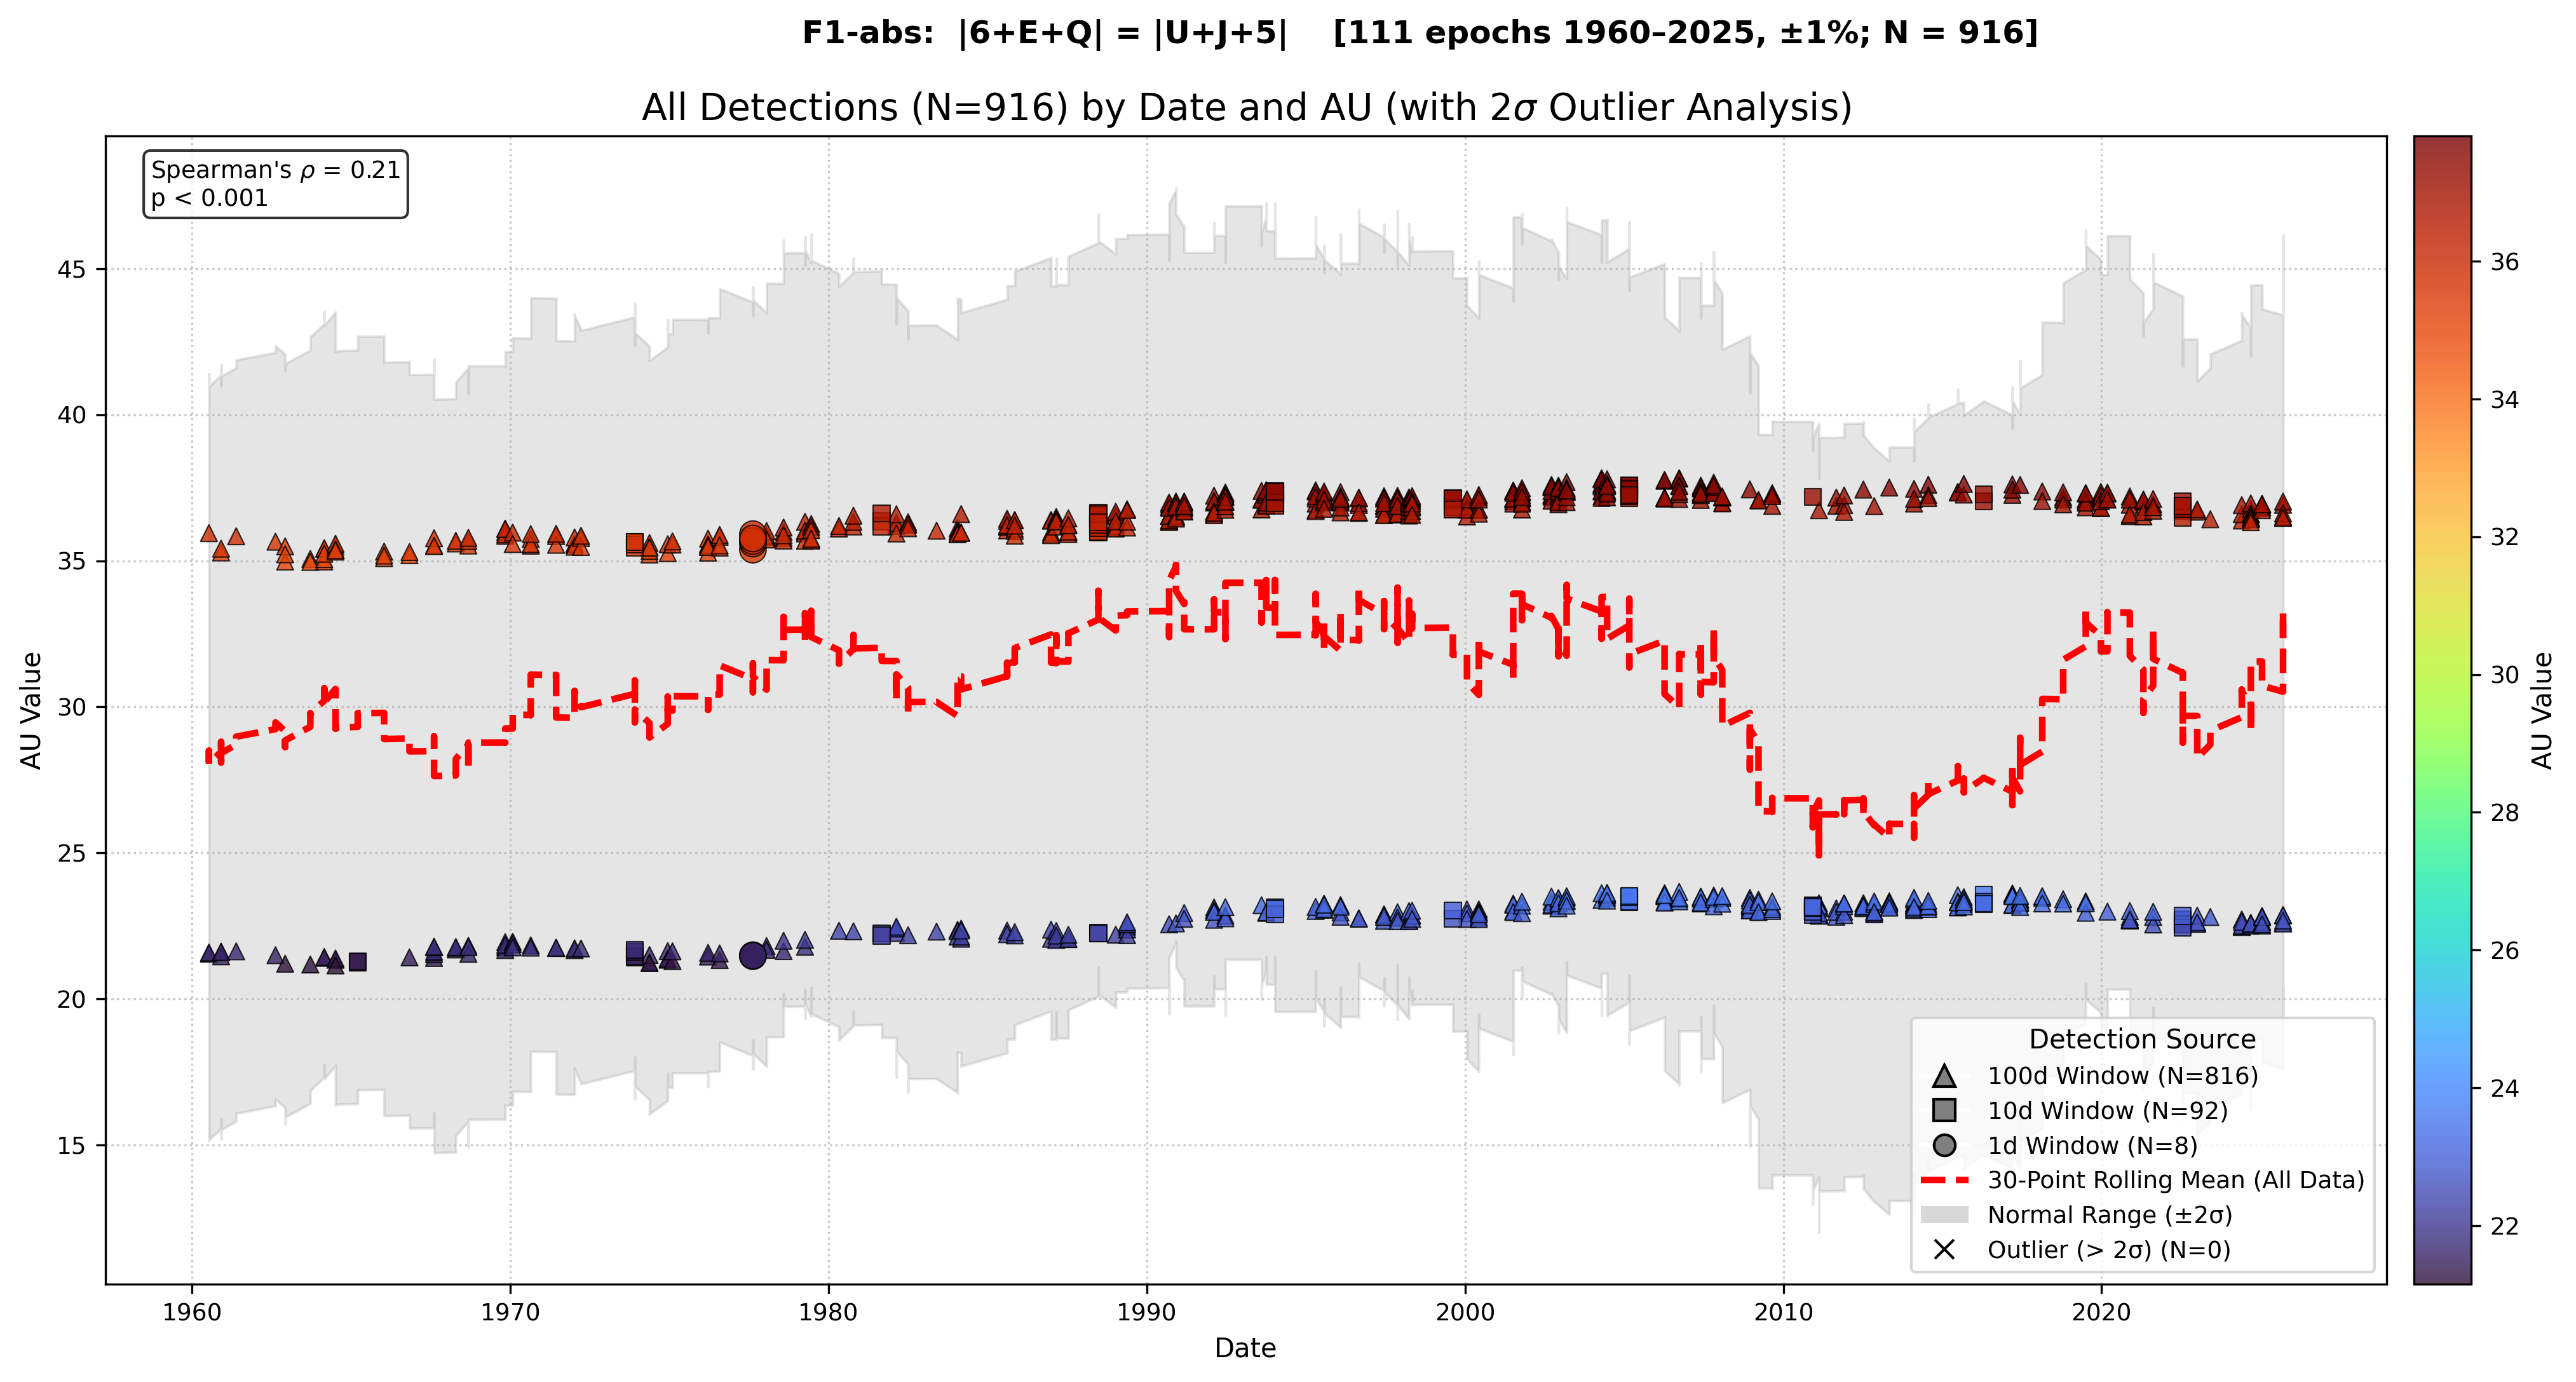 F1-abs:  |6+E+Q| = |U+J+5|    [111 epochs 1960–2025, ±1%; N = 916]
All Detections (N=916) by Date and AU (with 2σ Outlier Analysis)
Spearman's ρ = 0.21
p < 0.001
45
40
35
30
25
20
15
AU Value
1960
1970
1980
1990
2000
2010
2020
Date
Detection Source
100d Window (N=816)
10d Window (N=92)
1d Window (N=8)
30-Point Rolling Mean (All Data)
Normal Range (±2σ)
Outlier (> 2σ) (N=0)
36
34
32
30
28
26
24
22
AU Value